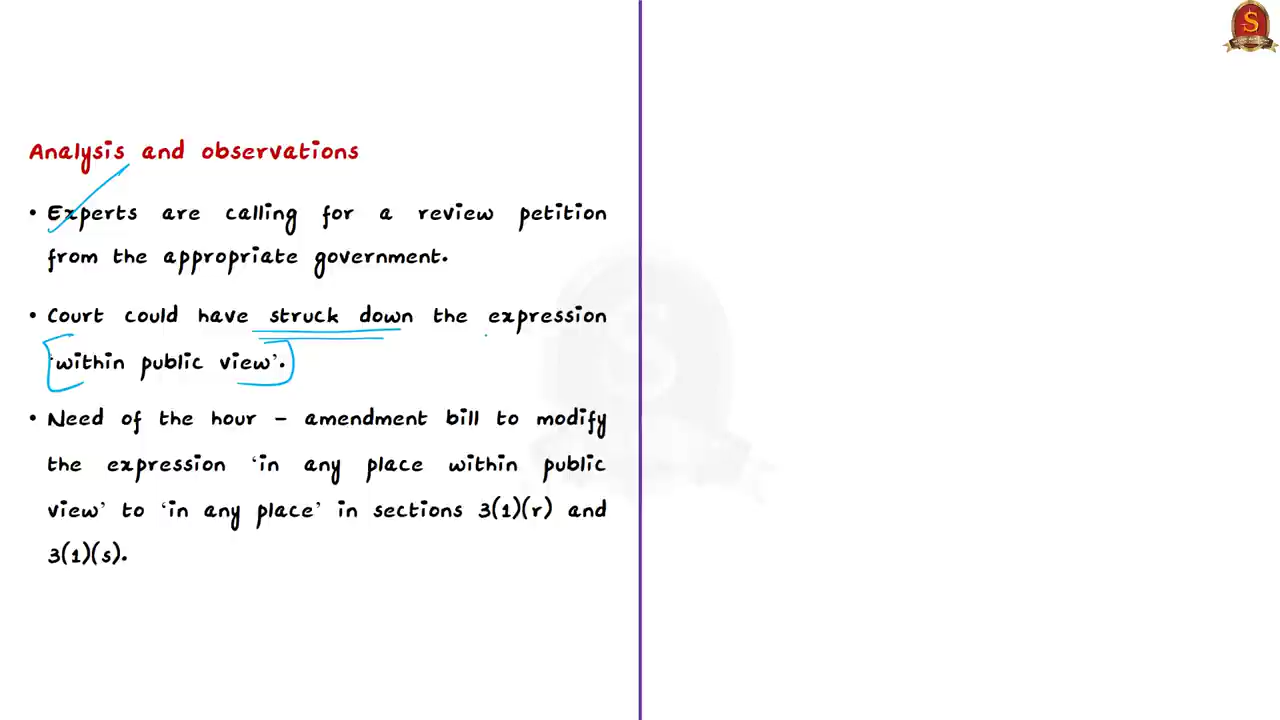 Analysis and observations
• Experts are calling for a review petition
from the appropriate government.
• Court could have struck down the expression
‘within public view’.
• Need of the hour – amendment bill to modify
the expression ‘in any place within public
view’ to ‘in any place’ in sections 3(1)(r) and
3(1)(s).
S